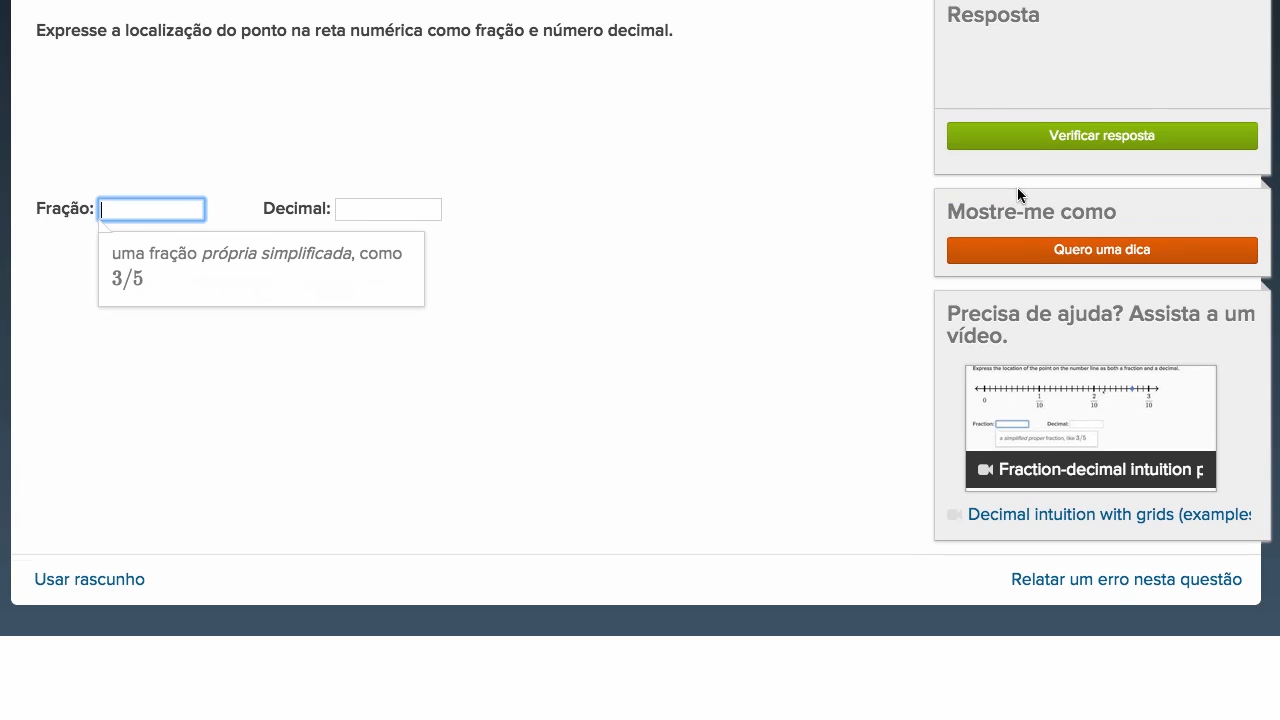 Expresse a localização do ponto na reta numérica como fração e número decimal.
Fração:
Decimal:
uma fração própria simplificada, como
3/5
Usar rascunho
Relatar um erro nesta questão
Resposta
Verificar resposta
Mostre-me como
Quero uma dica
Precisa de ajuda? Assista a um
vídeo.
Express the location of the point on the number line as both a fraction and a decimal.
0 1/10 2/10 3/10
Fraction: Decimal:
a simplified proper fraction, like 3/5
Fraction-decimal intuition p
Decimal intuition with grids (examples